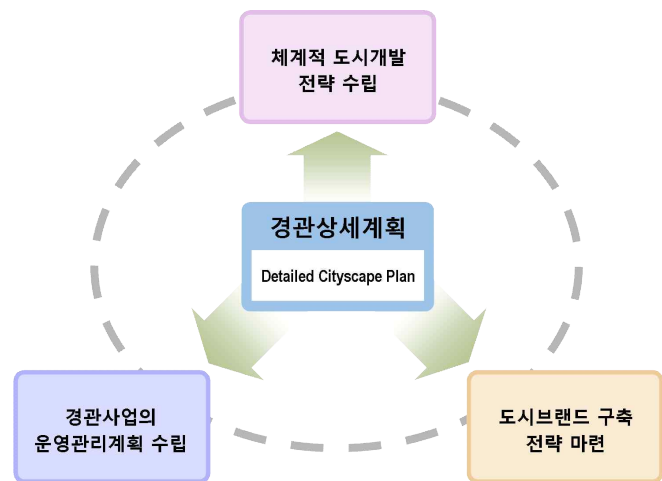 체계적 도시개발
전략 수립
경관상세계획
Detailed Cityscape Plan
경관사업의
운영관리계획 수립
도시브랜드 구축
전략 마련